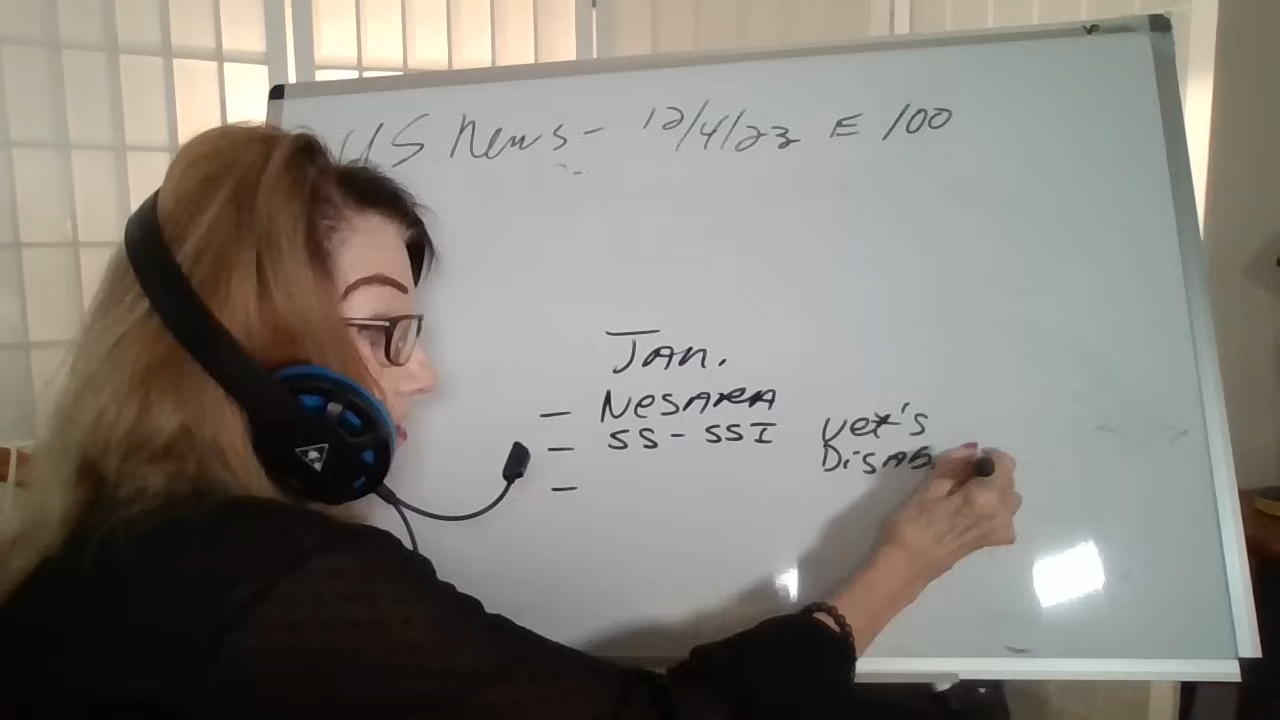 US News - 12/4/23 E 100
Jan.
- NESARA
- SS - SSI
-
Vet's
DISAB